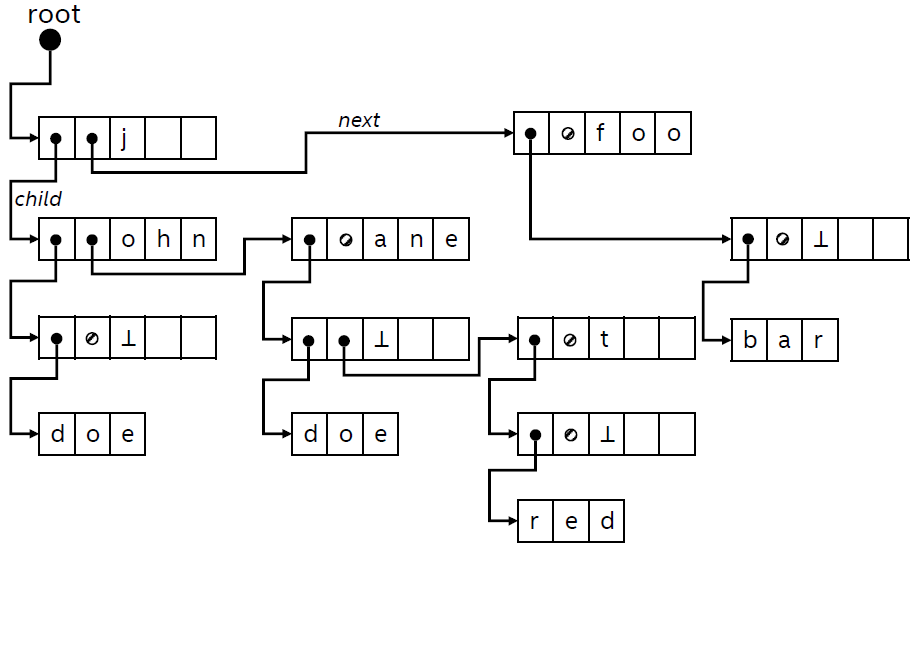 root
j
next
f o o
child
o h n
a n e
⊥
⊥
⊥
t
b a r
d o e
d o e
⊥
r e d